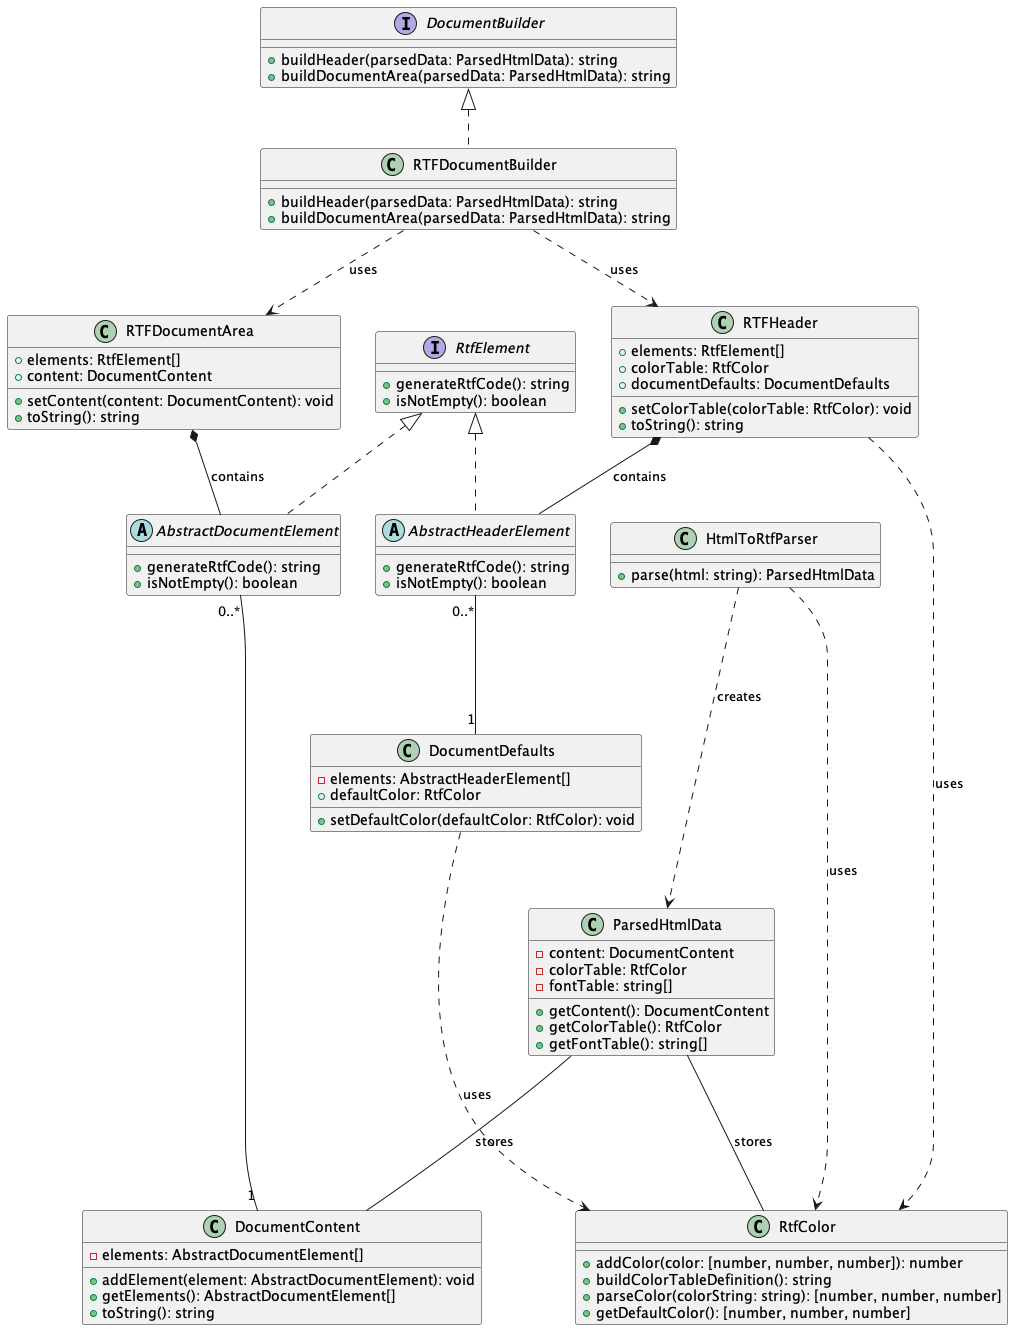 I DocumentBuilder
buildHeader(parsedData: ParsedHtmlData): string
buildDocumentArea(parsedData: ParsedHtmlData): string
C RTFDocumentBuilder
buildHeader(parsedData: ParsedHtmlData): string
buildDocumentArea(parsedData: ParsedHtmlData): string
uses
uses
C RTFDocumentArea
elements: RtfElement[]
content: DocumentContent
setContent(content: DocumentContent): void
toString(): string
I RtfElement
generateRtfCode(): string
isNotEmpty(): boolean
C RTFHeader
elements: RtfElement[]
colorTable: RtfColor
documentDefaults: DocumentDefaults
setColorTable(colorTable: RtfColor): void
toString(): string
contains
contains
A AbstractDocumentElement
generateRtfCode(): string
isNotEmpty(): boolean
A AbstractHeaderElement
generateRtfCode(): string
isNotEmpty(): boolean
C HtmlToRtfParser
parse(html: string): ParsedHtmlData
0..*
0..*
creates
1
C DocumentDefaults
elements: AbstractHeaderElement[]
defaultColor: RtfColor
setDefaultColor(defaultColor: RtfColor): void
uses
uses
C ParsedHtmlData
content: DocumentContent
colorTable: RtfColor
fontTable: string[]
getContent(): DocumentContent
getColorTable(): RtfColor
getFontTable(): string[]
uses
stores
stores
1
C DocumentContent
elements: AbstractDocumentElement[]
addElement(element: AbstractDocumentElement): void
getElements(): AbstractDocumentElement[]
toString(): string
C RtfColor
addColor(color: [number, number, number]): number
buildColorTableDefinition(): string
parseColor(colorString: string): [number, number, number]
getDefaultColor(): [number, number, number]